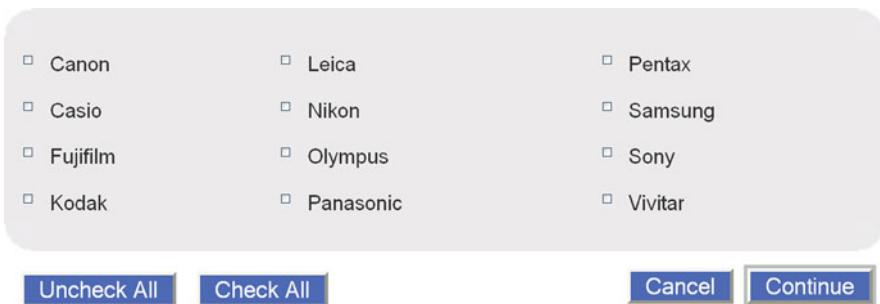 Canon Leica Pentax
Casio Nikon Samsung
Fujifilm Olympus Sony
Kodak Panasonic Vivitar
Uncheck All Check All Cancel Continue